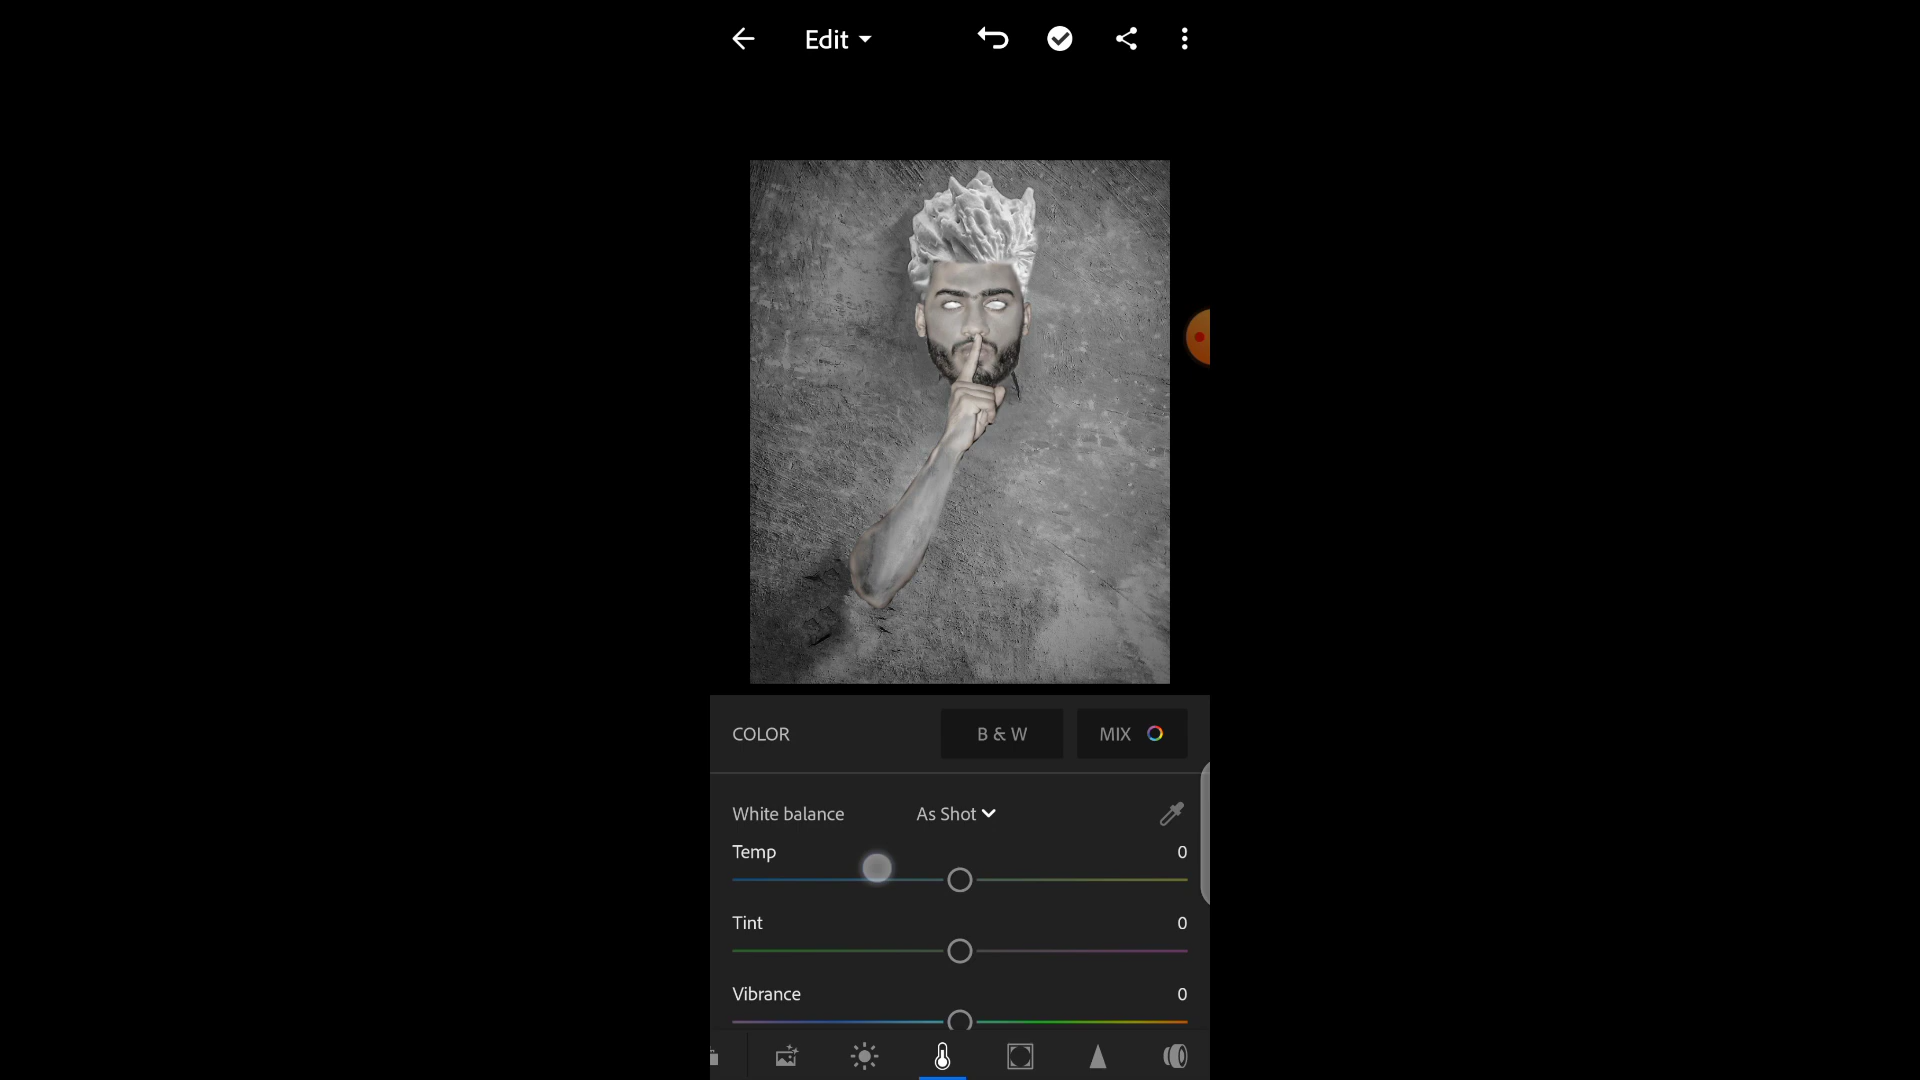 Edit
COLOR
B & W
MIX
White balance
As Shot
Temp
0
Tint
0
Vibrance
0